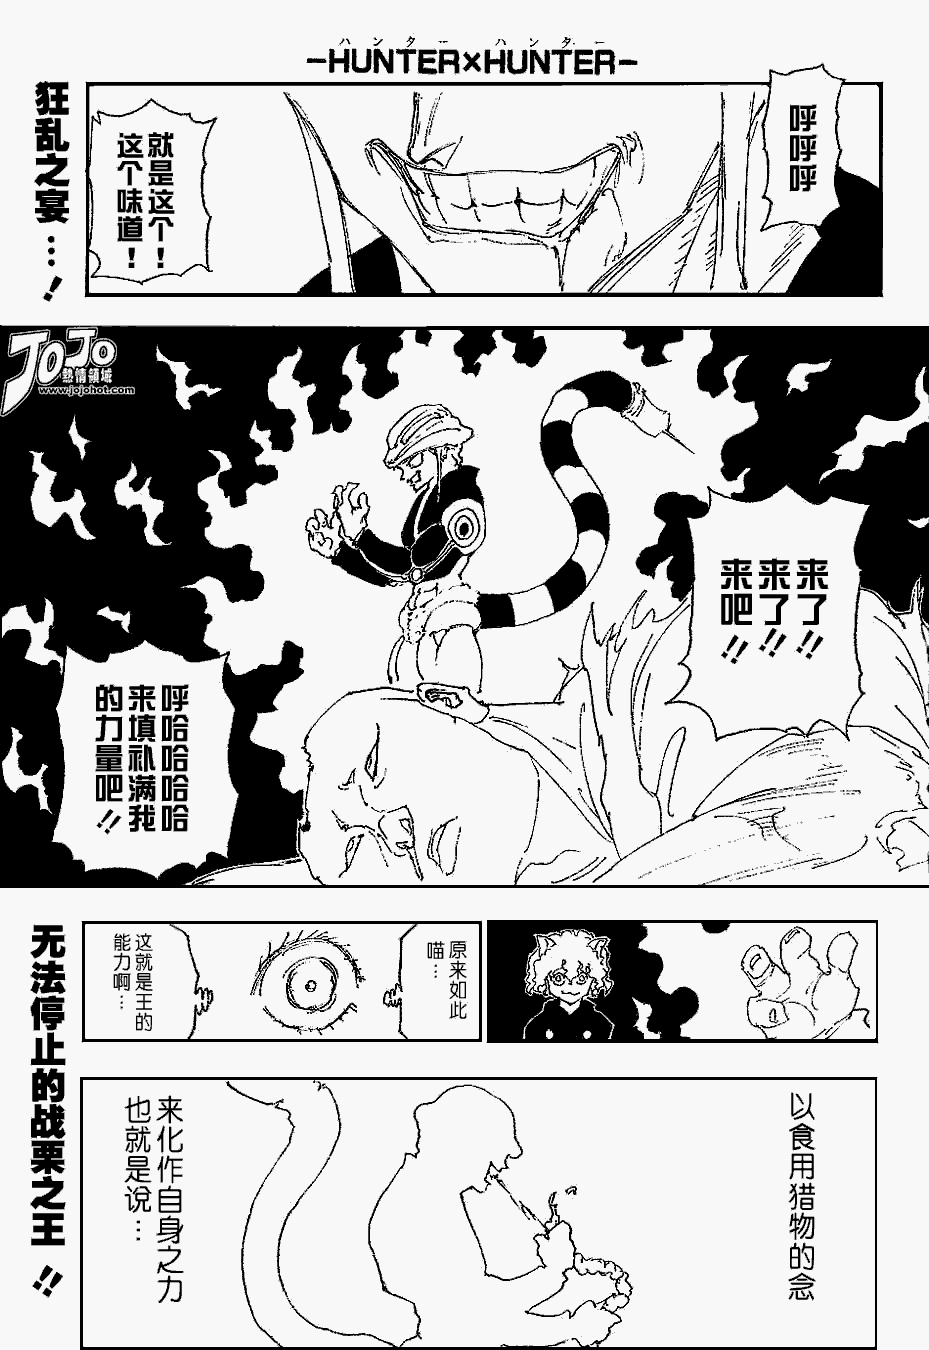 ハンター ハンター
-HUNTER×HUNTER-
狂乱之宴…！
呼呼呼
就是这个！
这个味道！
JOJO
熱情領域
www.jojohot.com
来了!!
来了!!
来吧!!
呼哈哈哈哈
来填补满我
的力量吧!!
无法停止的战栗之王!!
原来如此
喵…
这就是王的
能力啊…
以食用猎物的念
来化作自身之力
也就是说…